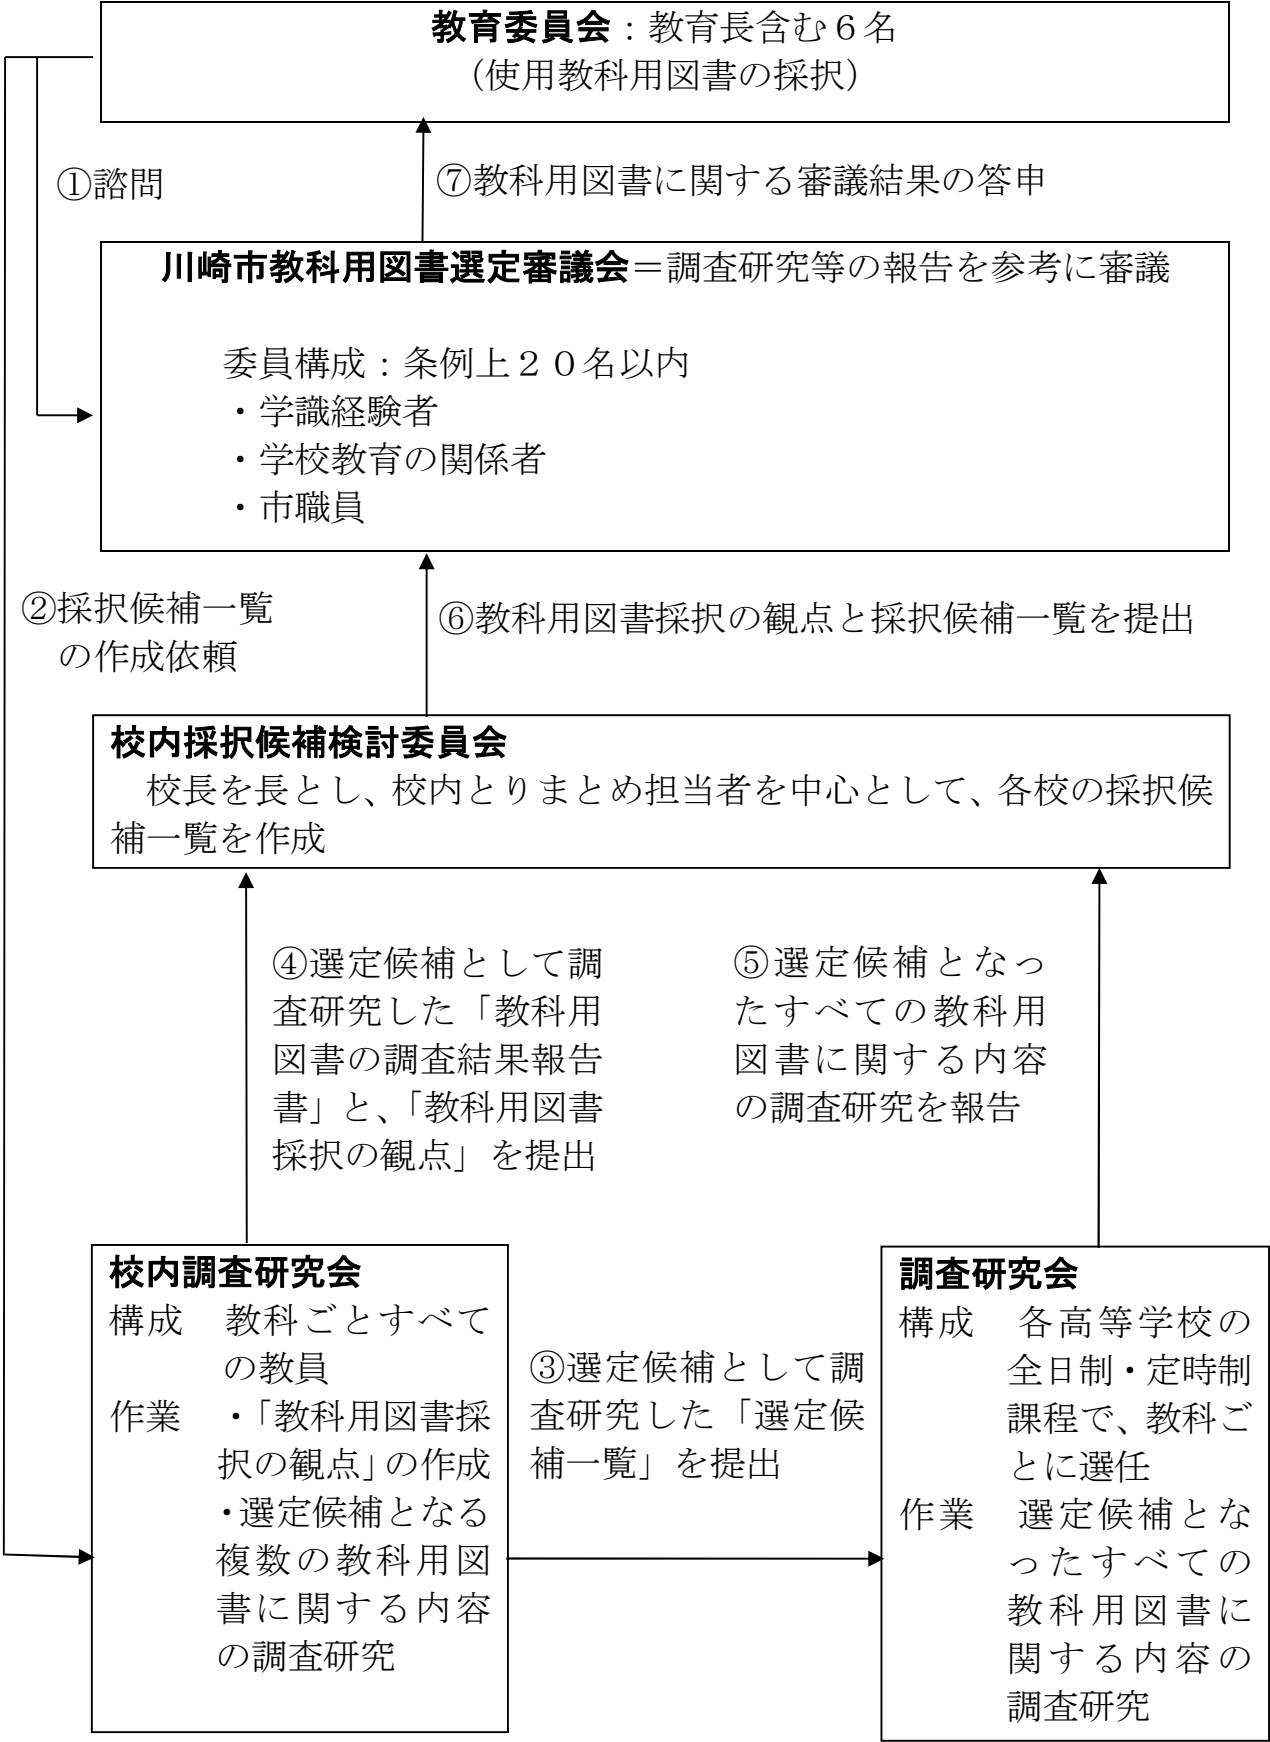 教育委員会：教育長含む６名
（使用教科用図書の採択）
①諮問
⑦教科用図書に関する審議結果の答申
川崎市教科用図書選定審議会＝調査研究等の報告を参考に審議
委員構成：条例上２０名以内
・学識経験者
・学校教育の関係者
・市職員
②採択候補一覧
の作成依頼
⑥教科用図書採択の観点と採択候補一覧を提出
校内採択候補検討委員会
校長を長とし、校内とりまとめ担当者を中心として、各校の採択候
補一覧を作成
④選定候補として調
査研究した「教科用
図書の調査結果報告
書」と、「教科用図書
採択の観点」を提出
⑤選定候補となっ
たすべての教科用
図書に関する内容
の調査研究を報告
校内調査研究会
構成　教科ごとすべて
の教員
作業　・「教科用図書採
択の観点」の作成
・選定候補となる
複数の教科用図
書に関する内容
の調査研究
③選定候補として調
査研究した「選定候
補一覧」を提出
調査研究会
構成　各高等学校の
全日制・定時制
課程で、教科ご
とに選任
作業　選定候補とな
ったすべての
教科用図書に
関する内容の
調査研究